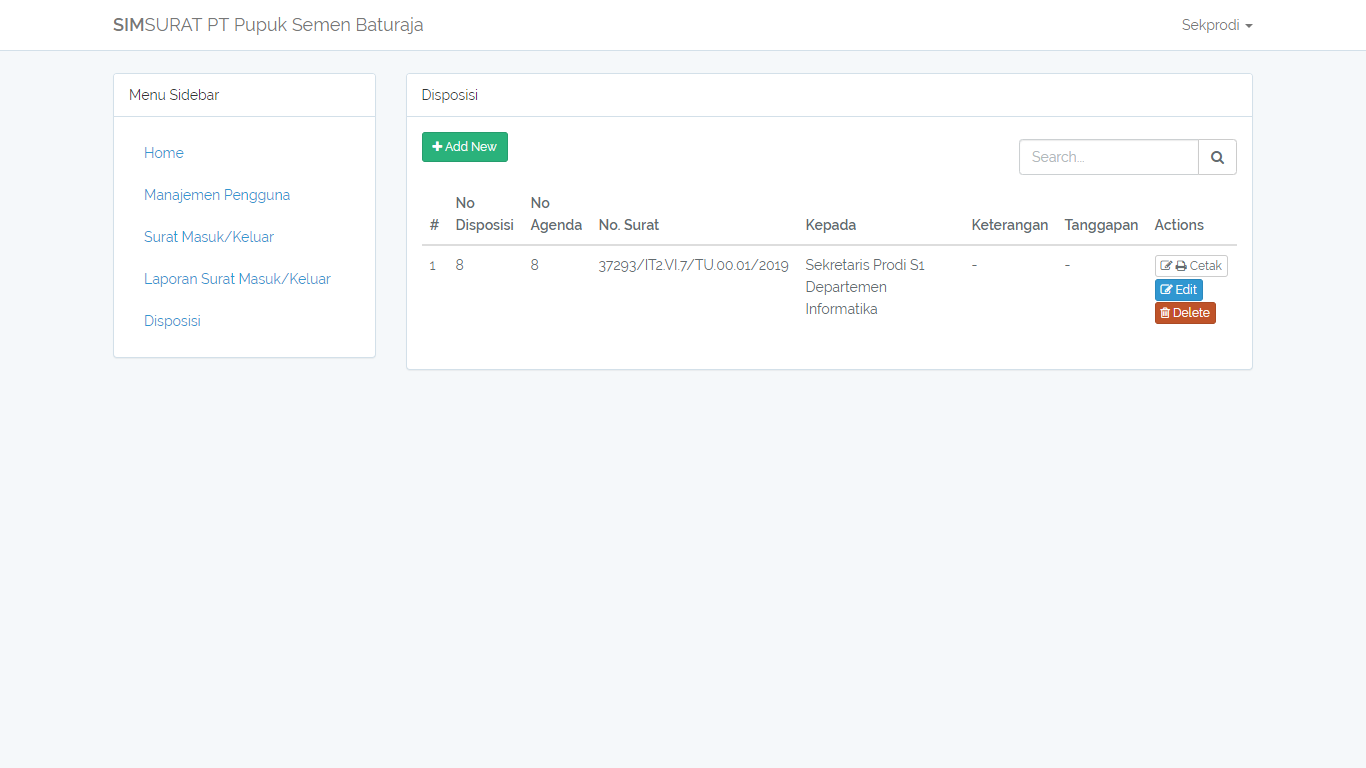 SIMSURAT PT Pupuk Semen Baturaja
Sekprodi
Menu Sidebar
Home
Manajemen Pengguna
Surat Masuk/Keluar
Laporan Surat Masuk/Keluar
Disposisi
Disposisi
Add New
Search...
# No Disposisi No Agenda No. Surat Kepada Keterangan Tanggapan Actions
1 8 8 37293/IT2.VI.7/TU.00.01/2019 Sekretaris Prodi S1 - - Cetak
Departemen Edit
Informatika Delete